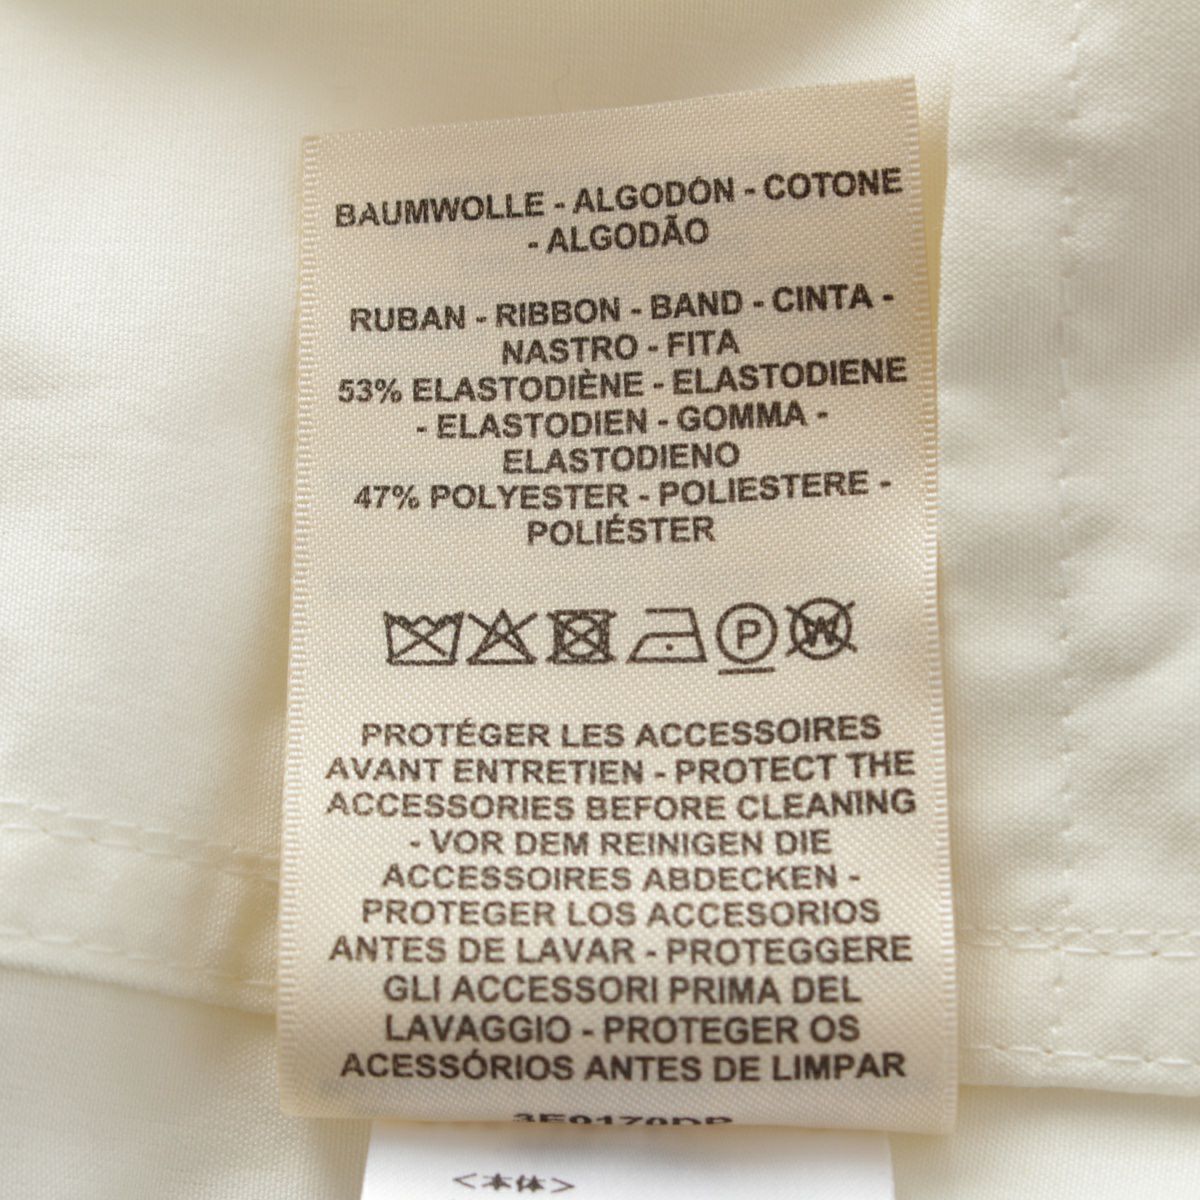 BAUMWOLLE - ALGODÓN - COTONE
- ALGODÃO
RUBAN - RIBBON - BAND - CINTA -
NASTRO - FITA
53% ELASTODIÈNE - ELASTODIENE
- ELASTODIEN - GOMMA -
ELASTODIENO
47% POLYESTER - POLIESTERE -
POLIÉSTER
P W
PROTÉGER LES ACCESSOIRES
AVANT ENTRETIEN - PROTECT THE
ACCESSORIES BEFORE CLEANING
- VOR DEM REINIGEN DIE
ACCESSOIRES ABDECKEN -
PROTEGER LOS ACCESORIOS
ANTES DE LAVAR - PROTEGGERE
GLI ACCESSORI PRIMA DEL
LAVAGGIO - PROTEGER OS
ACESSÓRIOS ANTES DE LIMPAR
<本体>